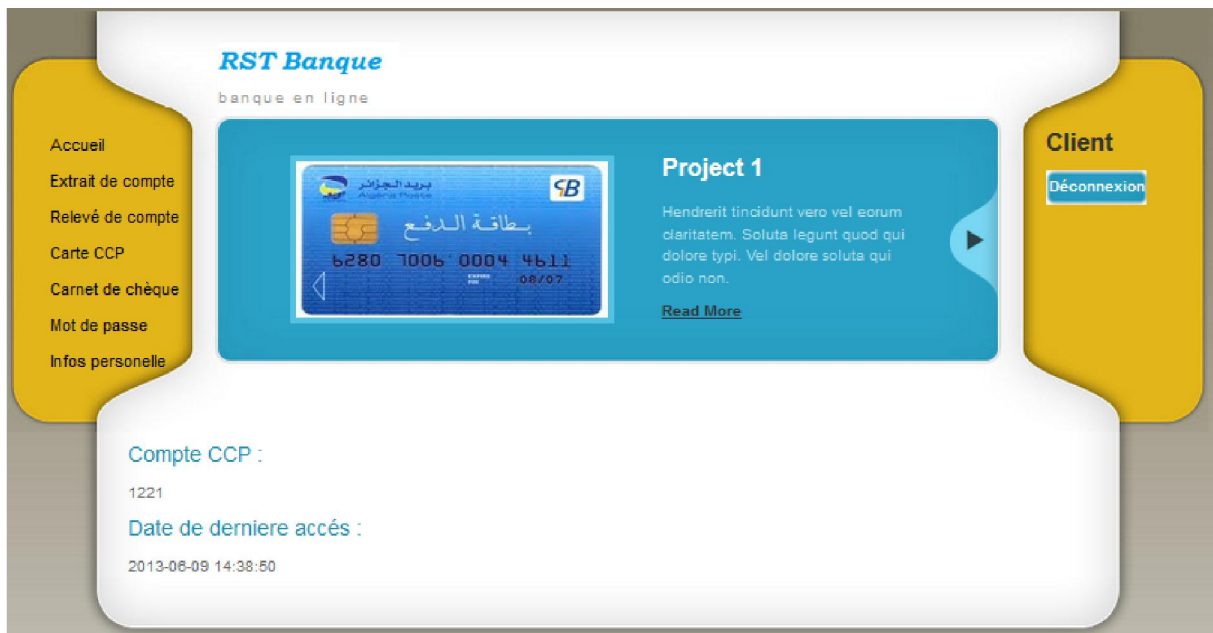 RST Banque
banque en ligne
Accueil
Extrait de compte
Relevé de compte
Carte CCP
Carnet de chèque
Mot de passe
Infos personelle
بريد الجزائر
Algérie Poste
بطاقة الدفع
6280 7006 0004 4611
08/07
Project 1
Hendrerit tincidunt vero vel eorum
claritatem. Soluta legunt quod qui
dolore typi. Vel dolore soluta qui
odio non.
Read More
Client
Déconnexion
Compte CCP :
1221
Date de derniere accés :
2013-06-09 14:38:50